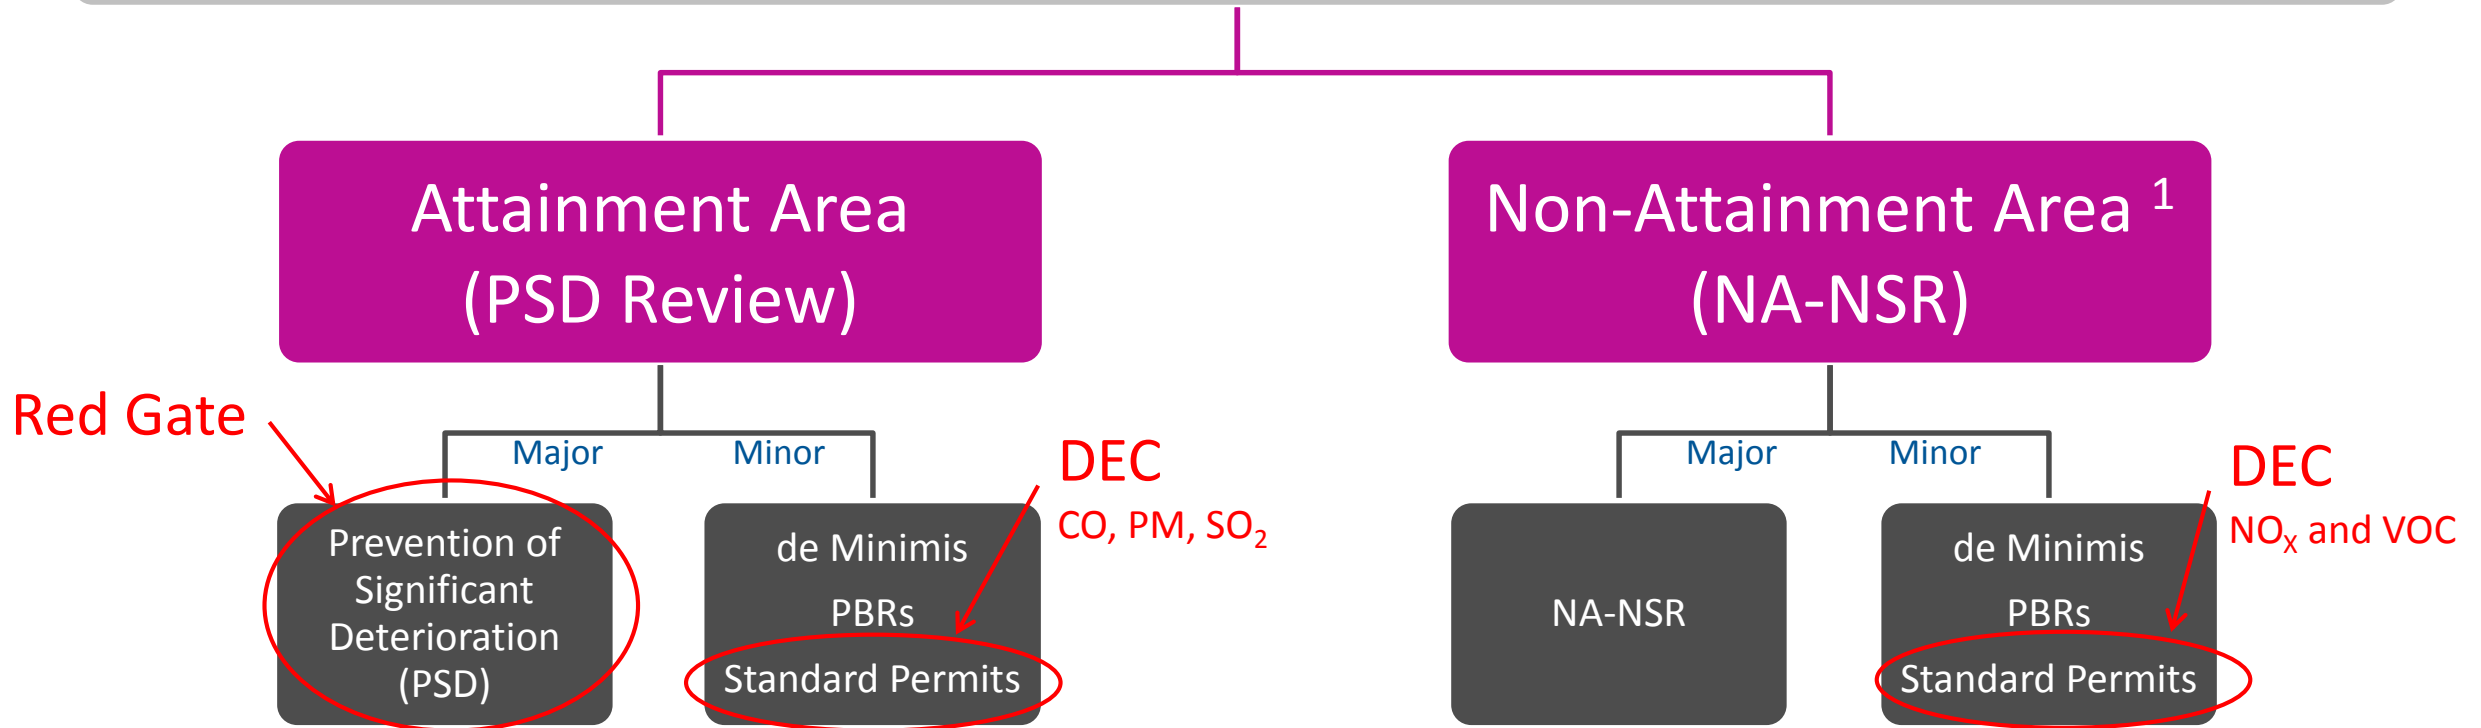 Attainment Area
(PSD Review)
Non-Attainment Area ¹
(NA-NSR)
Red Gate
Major
Minor
DEC
CO, PM, SO₂
Major
Minor
DEC
NOₓ and VOC
Prevention of
Significant
Deterioration
(PSD)
de Minimis
PBRs
Standard Permits
NA-NSR
de Minimis
PBRs
Standard Permits